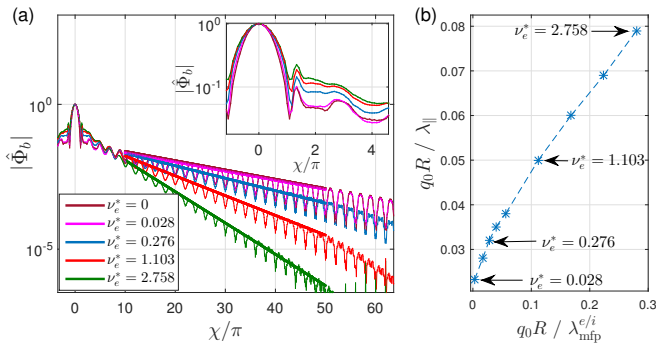 (a)
|Φ̂_b|
10^0
10^-5
0 10 20 30 40 50 60
χ/π
ν_e^* = 0
ν_e^* = 0.028
ν_e^* = 0.276
ν_e^* = 1.103
ν_e^* = 2.758
|Φ̂_b|
10^0
10^-1
0 2 4
χ/π
(b)
q_0R / λ_∥
0.08
0.07
0.06
0.05
0.04
0.03
0 0.1 0.2 0.3
q_0R / λ_mfp^e/i
ν_e^* = 2.758
ν_e^* = 1.103
ν_e^* = 0.276
ν_e^* = 0.028